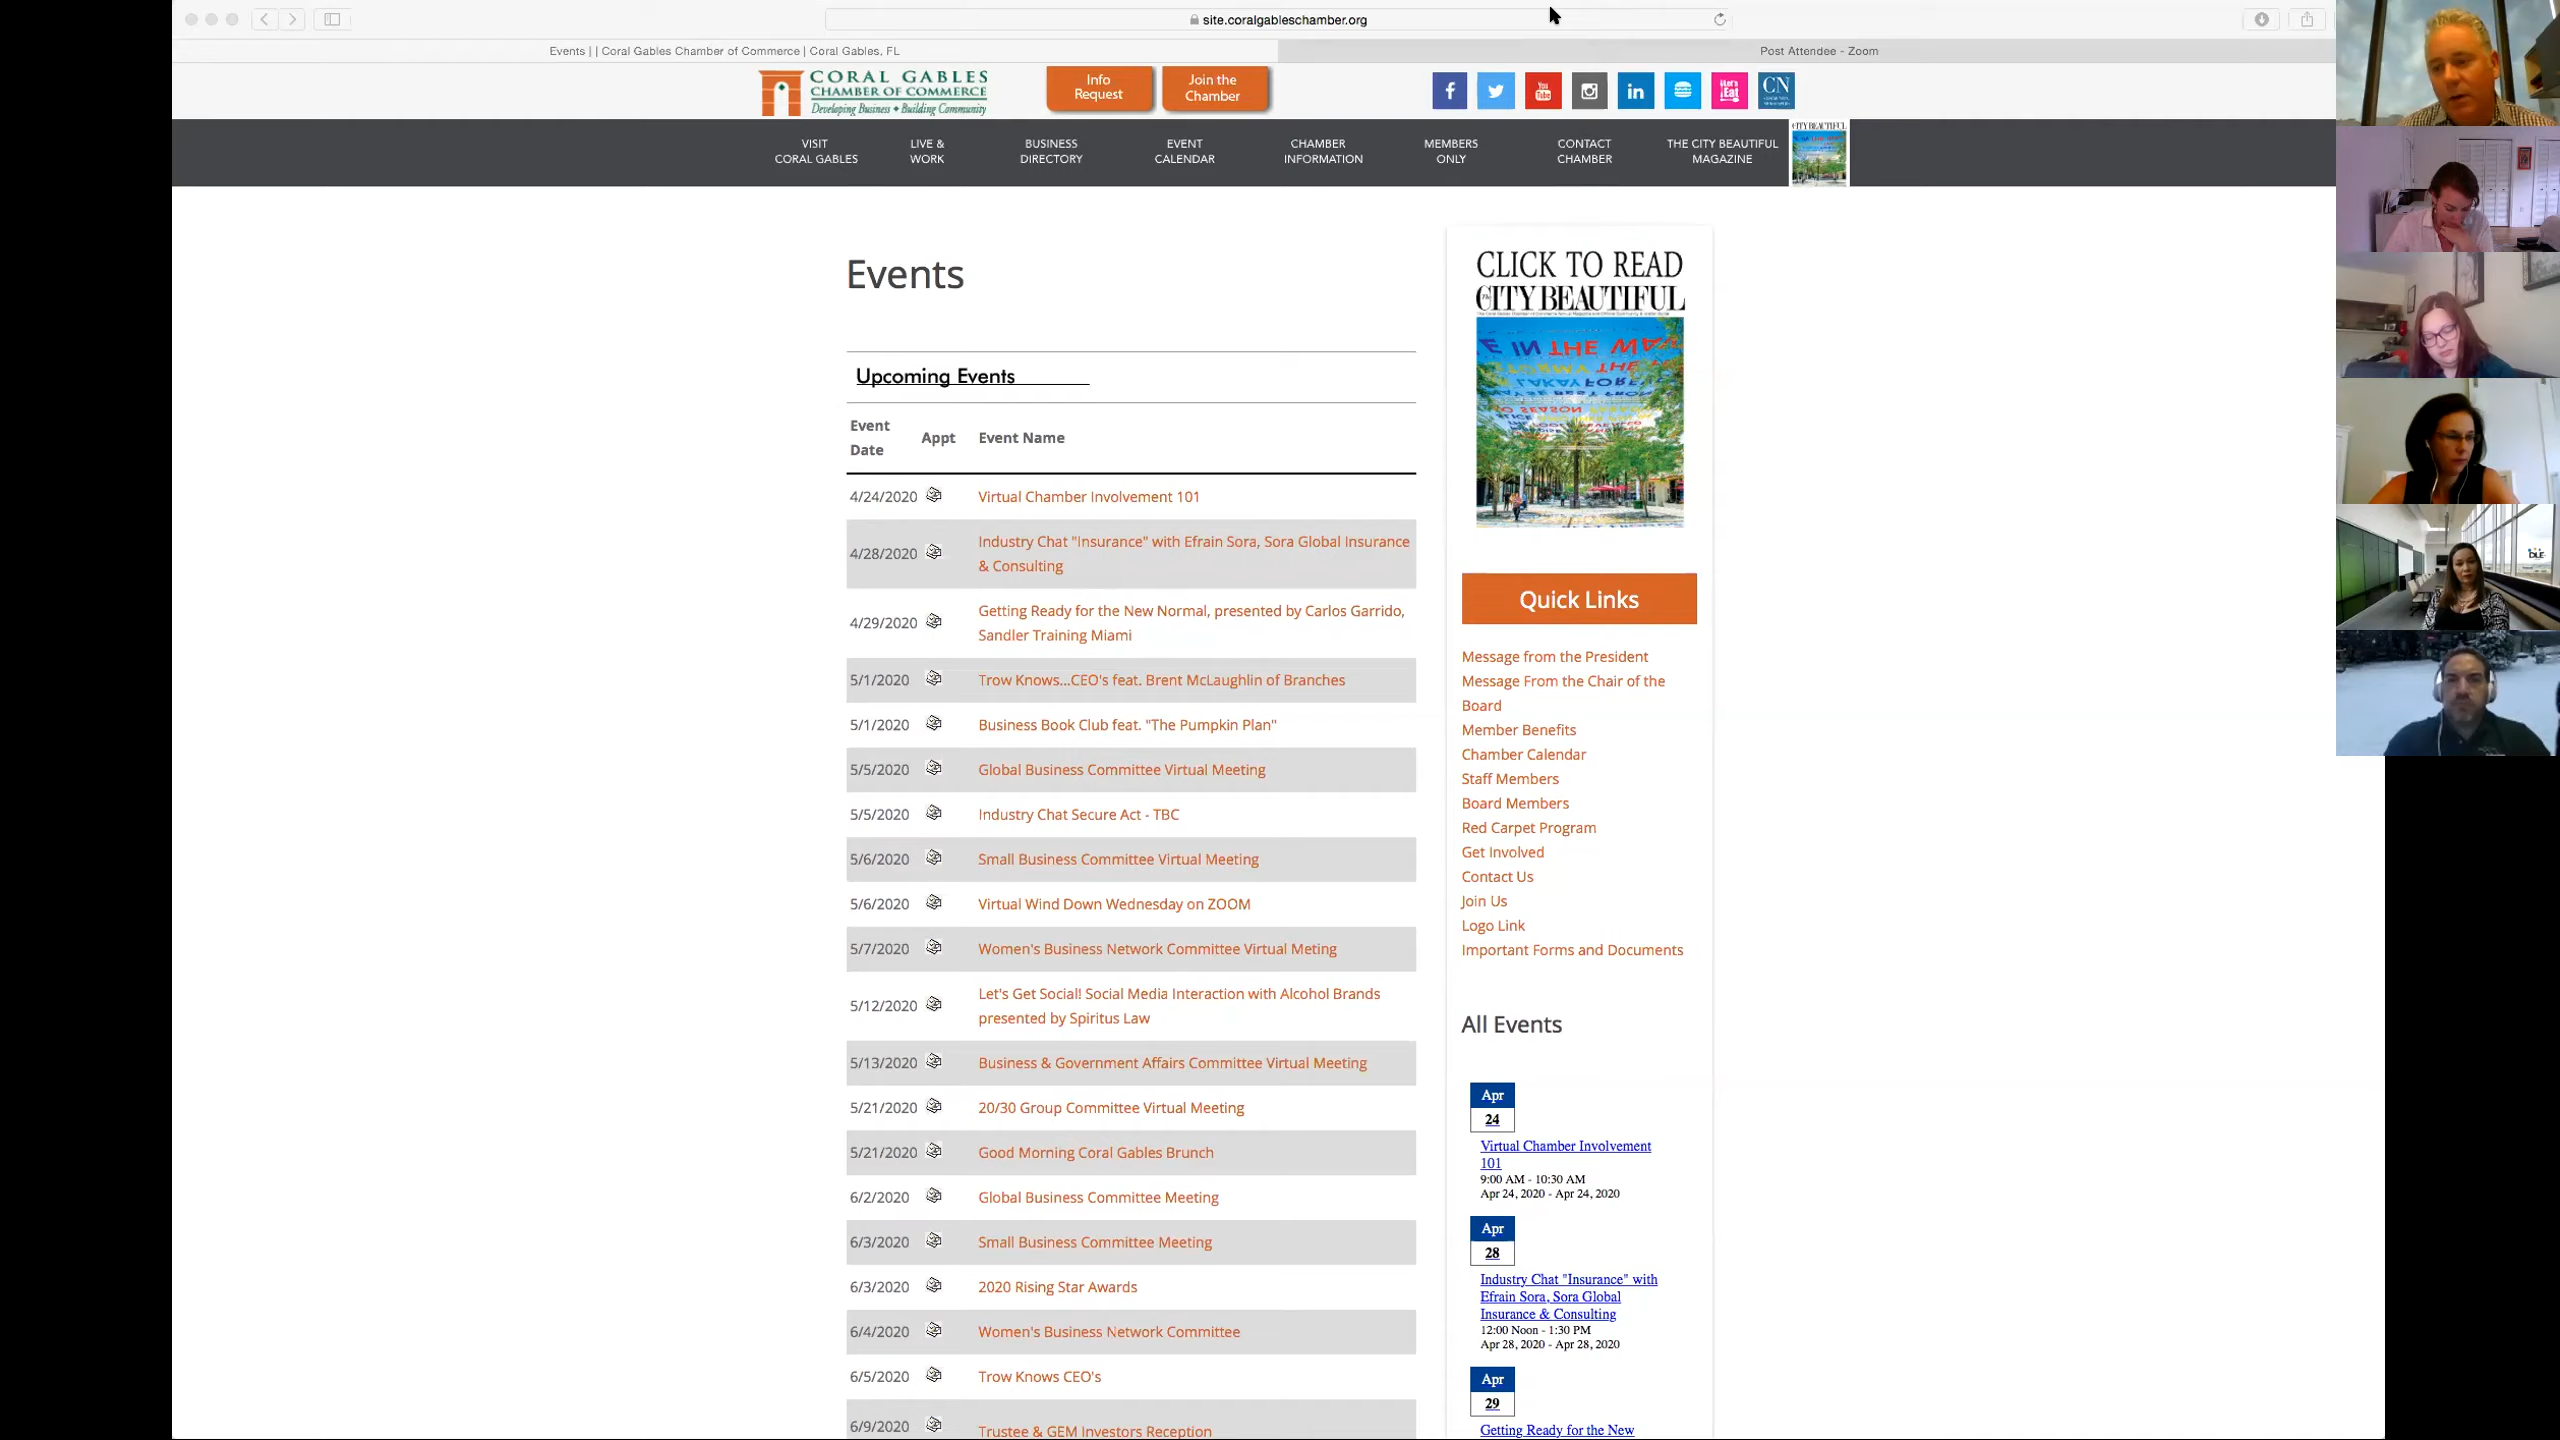 site.coralgableschamber.org
Events | | Coral Gables Chamber of Commerce | Coral Gables, FL
Post Attendee - Zoom
CORAL GABLES
CHAMBER OF COMMERCE
Developing Business • Building Community
Info
Request
Join the
Chamber
You
Tube
Let's
Eat
CN
VISIT
CORAL GABLES
LIVE &
WORK
BUSINESS
DIRECTORY
EVENT
CALENDAR
CHAMBER
INFORMATION
MEMBERS
ONLY
CONTACT
CHAMBER
THE CITY BEAUTIFUL
MAGAZINE
CITY BEAUTIFUL
Events
Upcoming Events
Event
Date
Appt
Event Name
4/24/2020 Virtual Chamber Involvement 101
4/28/2020 Industry Chat "Insurance" with Efrain Sora, Sora Global Insurance
& Consulting
4/29/2020 Getting Ready for the New Normal, presented by Carlos Garrido,
Sandler Training Miami
5/1/2020 Trow Knows...CEO's feat. Brent McLaughlin of Branches
5/1/2020 Business Book Club feat. "The Pumpkin Plan"
5/5/2020 Global Business Committee Virtual Meeting
5/5/2020 Industry Chat Secure Act - TBC
5/6/2020 Small Business Committee Virtual Meeting
5/6/2020 Virtual Wind Down Wednesday on ZOOM
5/7/2020 Women's Business Network Committee Virtual Meting
5/12/2020 Let's Get Social! Social Media Interaction with Alcohol Brands
presented by Spiritus Law
5/13/2020 Business & Government Affairs Committee Virtual Meeting
5/21/2020 20/30 Group Committee Virtual Meeting
5/21/2020 Good Morning Coral Gables Brunch
6/2/2020 Global Business Committee Meeting
6/3/2020 Small Business Committee Meeting
6/3/2020 2020 Rising Star Awards
6/4/2020 Women's Business Network Committee
6/5/2020 Trow Knows CEO's
6/9/2020 Trustee & GEM Investors Reception
CLICK TO READ
The CITY BEAUTIFUL
Quick Links
Message from the President
Message From the Chair of the
Board
Member Benefits
Chamber Calendar
Staff Members
Board Members
Red Carpet Program
Get Involved
Contact Us
Join Us
Logo Link
Important Forms and Documents
All Events
Apr
24
Virtual Chamber Involvement
101
9:00 AM - 10:30 AM
Apr 24, 2020 - Apr 24, 2020
Apr
28
Industry Chat "Insurance" with
Efrain Sora, Sora Global
Insurance & Consulting
12:00 Noon - 1:30 PM
Apr 28, 2020 - Apr 28, 2020
Apr
29
Getting Ready for the New